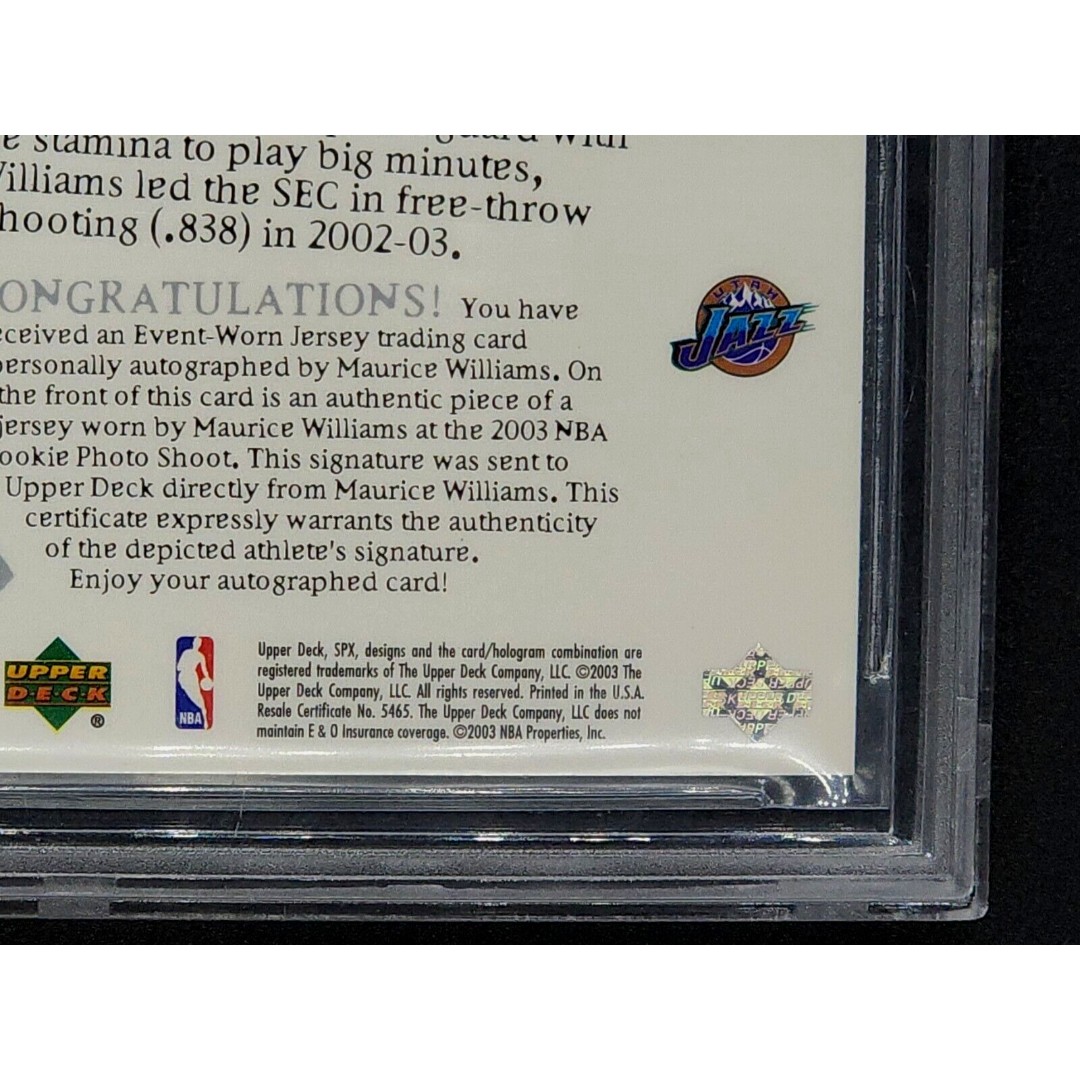 guard with
e stamina to play big minutes,
illiams led the SEC in free-throw
hooting (.838) in 2002-03.
ONGRATULATIONS! You have
eceived an Event-Worn Jersey trading card
personally autographed by Maurice Williams. On
the front of this card is an authentic piece of a
jersey worn by Maurice Williams at the 2003 NBA
ookie Photo Shoot. This signature was sent to
Upper Deck directly from Maurice Williams. This
certificate expressly warrants the authenticity
of the depicted athlete's signature.
Enjoy your autographed card!
UTAH
JAZZ
UPPER
DECK
®
NBA
Upper Deck, SPX, designs and the card/hologram combination are
registered trademarks of The Upper Deck Company, LLC. ©2003 The
Upper Deck Company, LLC. All rights reserved. Printed in the U.S.A.
Resale Certificate No. 5465. The Upper Deck Company, LLC does not
maintain E & O Insurance coverage. ©2003 NBA Properties, Inc.